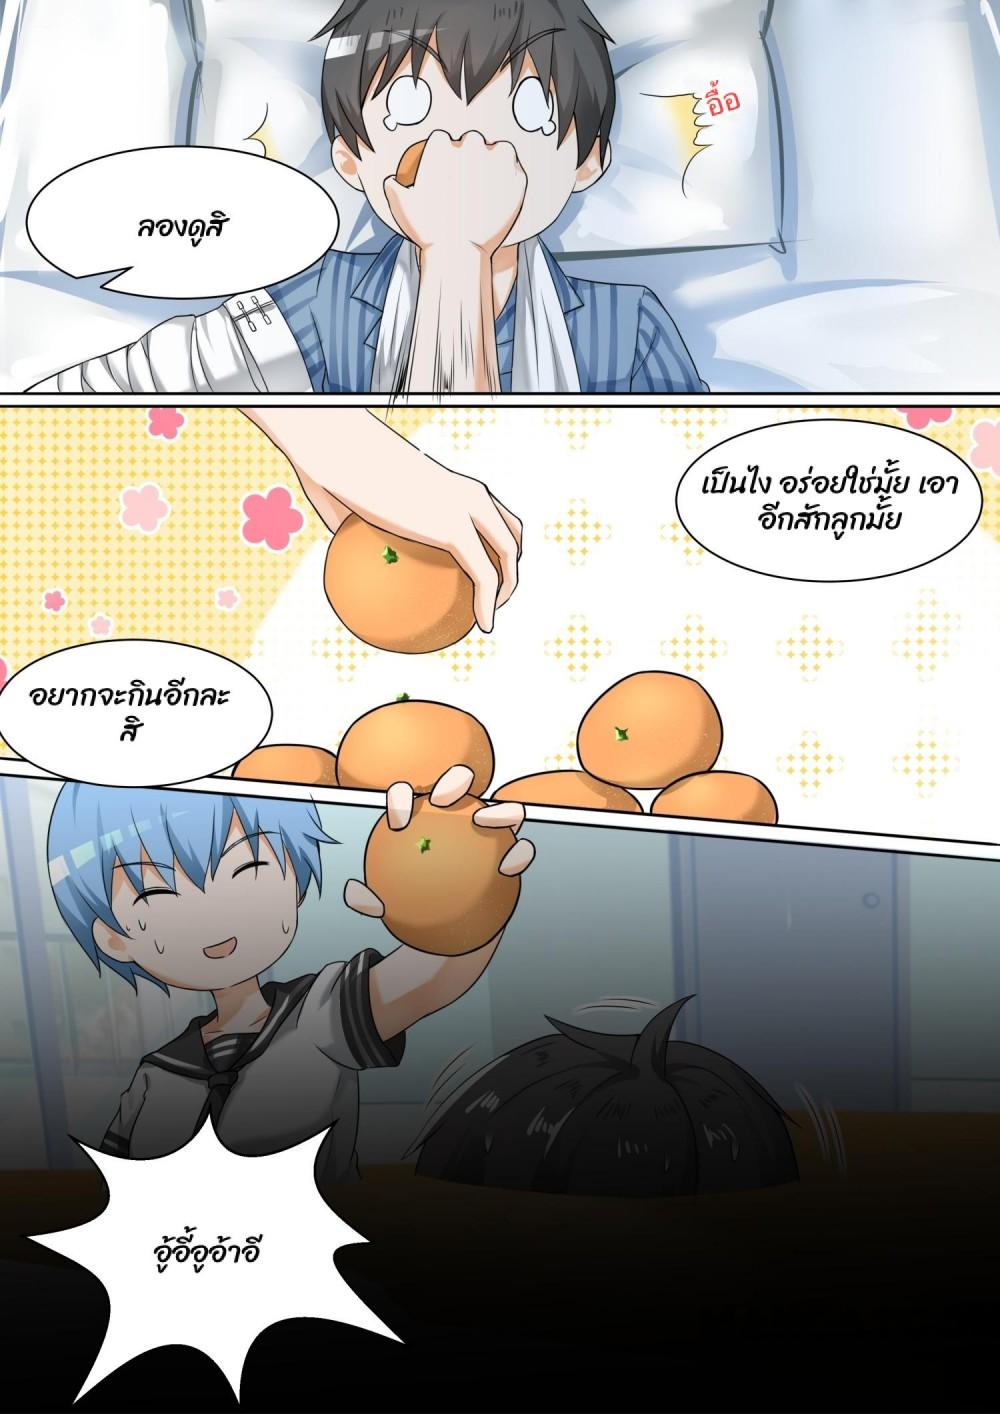 อื้อ
ลองดูสิ
เป็นไง อร่อยใช่มั้ย เอา
อีกสักลูกมั้ย
อยากจะกินอีกละ
สิ
อู้อี้อูอ้าอี